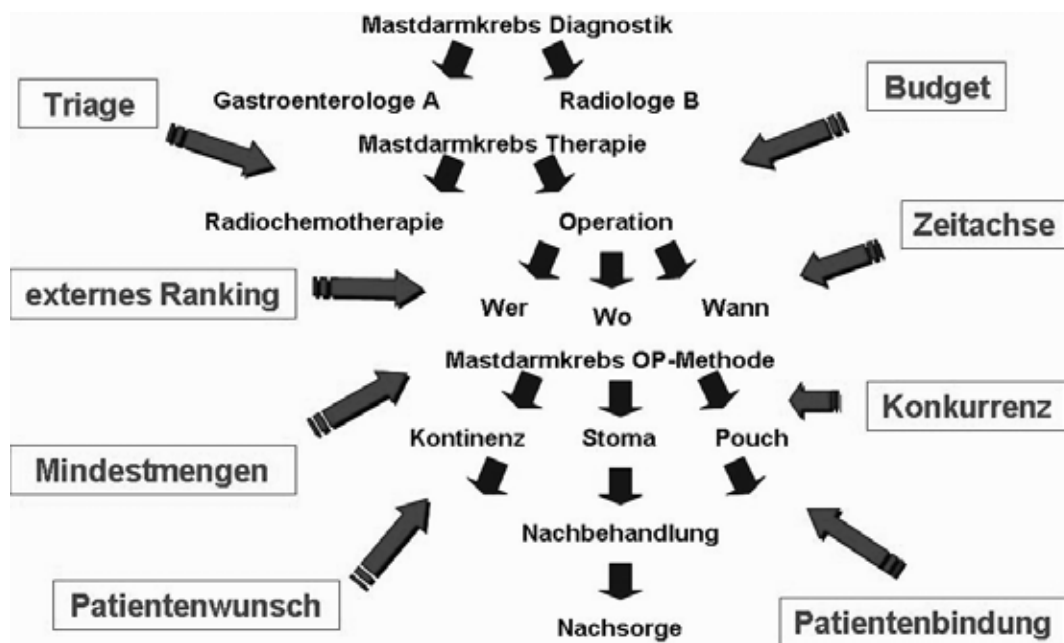 Mastdarmkrebs Diagnostik
Triage
Gastroenterologe A
Radiologe B
Budget
Mastdarmkrebs Therapie
Radiochemotherapie
Operation
Zeitachse
externes Ranking
Wer
Wo
Wann
Mastdarmkrebs OP-Methode
Konkurrenz
Kontinenz
Stoma
Pouch
Mindestmengen
Nachbehandlung
Patientenwunsch
Nachsorge
Patientenbindung